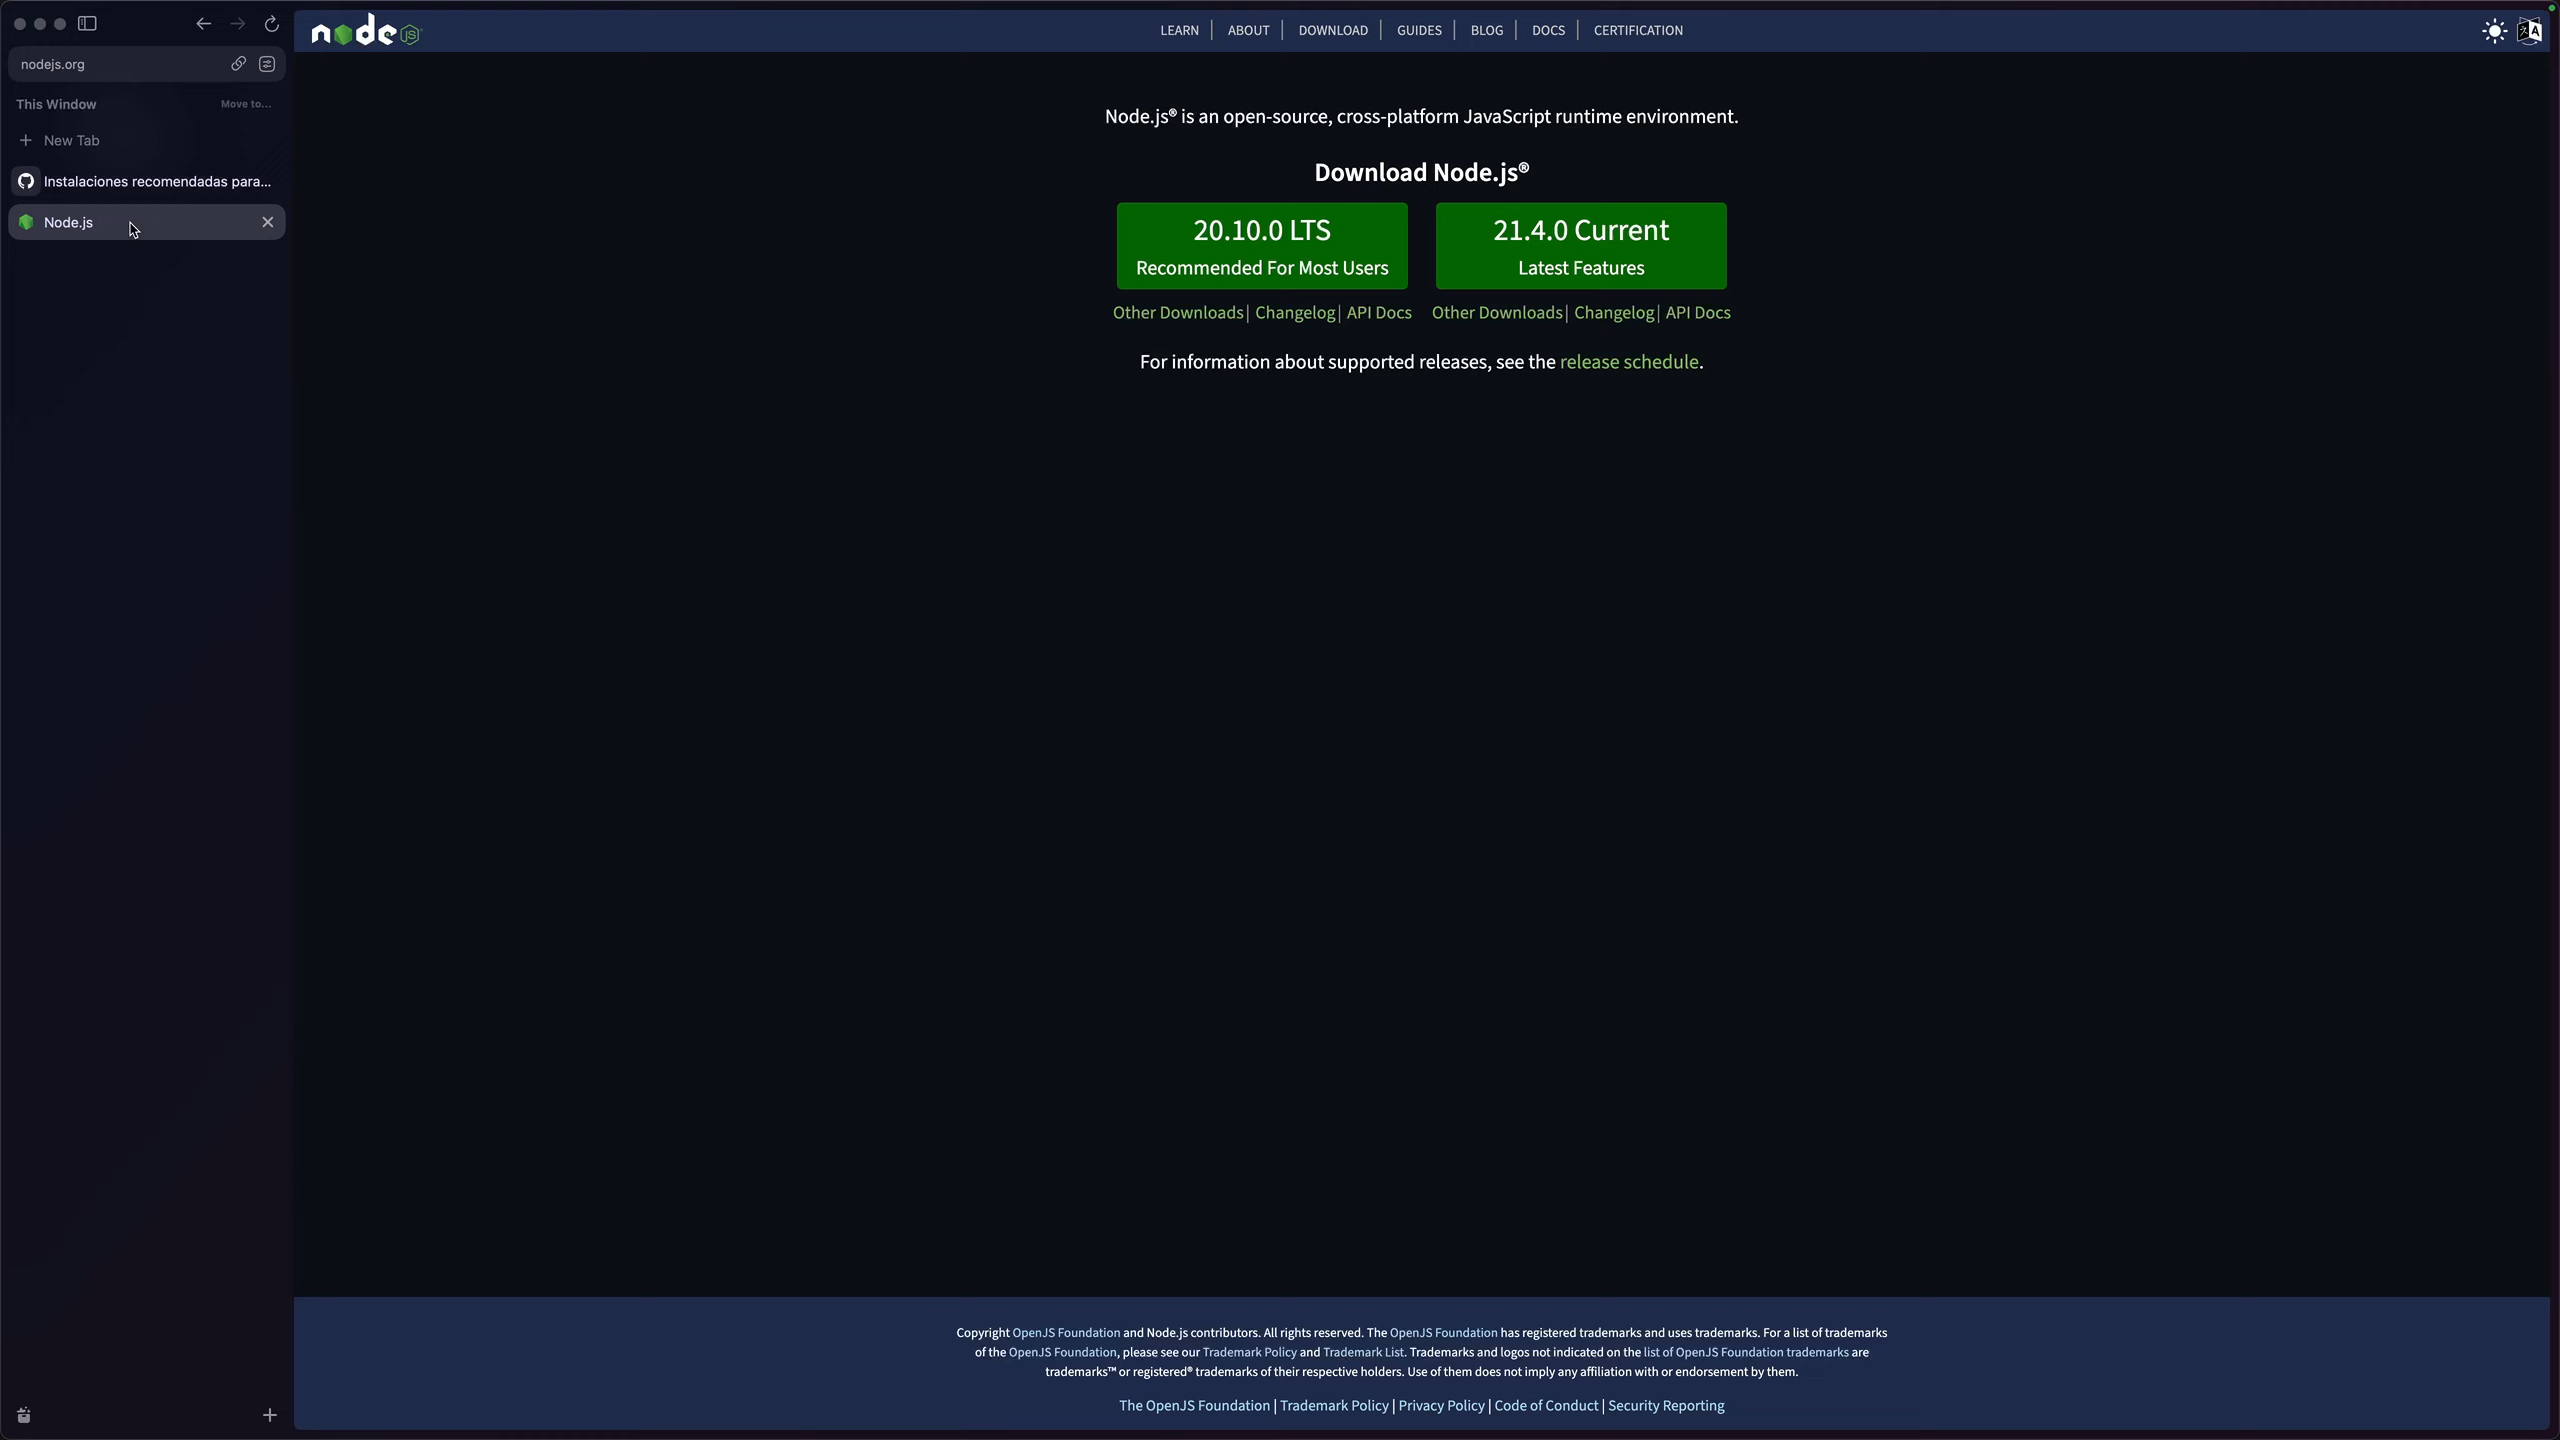 nodejs.org
This Window
Move to...
New Tab
Instalaciones recomendadas para...
Node.js
node JS
LEARN | ABOUT | DOWNLOAD | GUIDES | BLOG | DOCS | CERTIFICATION
Node.js® is an open-source, cross-platform JavaScript runtime environment.
Download Node.js®
20.10.0 LTS
Recommended For Most Users
Other Downloads | Changelog | API Docs
21.4.0 Current
Latest Features
Other Downloads | Changelog | API Docs
For information about supported releases, see the release schedule.
Copyright OpenJS Foundation and Node.js contributors. All rights reserved. The OpenJS Foundation has registered trademarks and uses trademarks. For a list of trademarks
of the OpenJS Foundation, please see our Trademark Policy and Trademark List. Trademarks and logos not indicated on the list of OpenJS Foundation trademarks are
trademarks™ or registered® trademarks of their respective holders. Use of them does not imply any affiliation with or endorsement by them.
The OpenJS Foundation | Trademark Policy | Privacy Policy | Code of Conduct | Security Reporting